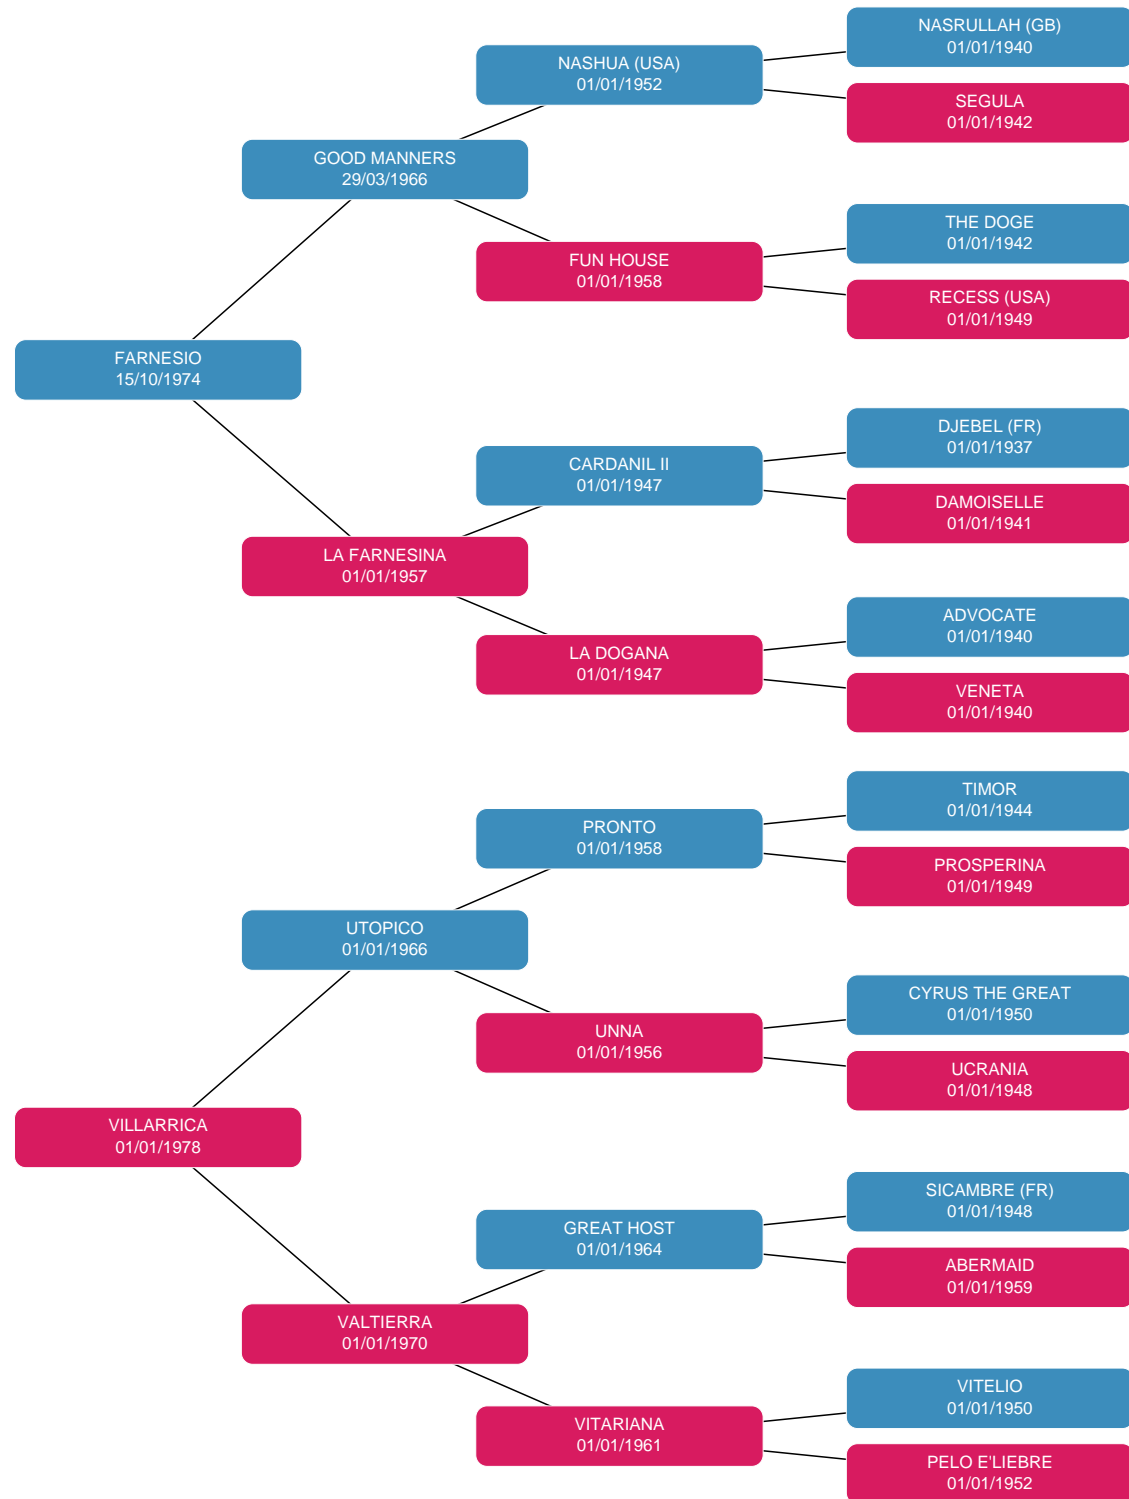 NASRULLAH (GB)
01/01/1940
NASHUA (USA)
01/01/1952
SEGULA
01/01/1942
GOOD MANNERS
29/03/1966
THE DOGE
01/01/1942
FUN HOUSE
01/01/1958
RECESS (USA)
01/01/1949
FARNESIO
15/10/1974
DJEBEL (FR)
01/01/1937
CARDANIL II
01/01/1947
DAMOISELLE
01/01/1941
LA FARNESINA
01/01/1957
ADVOCATE
01/01/1940
LA DOGANA
01/01/1947
VENETA
01/01/1940
TIMOR
01/01/1944
PRONTO
01/01/1958
PROSPERINA
01/01/1949
UTOPICO
01/01/1966
CYRUS THE GREAT
01/01/1950
UNNA
01/01/1956
UCRANIA
01/01/1948
VILLARRICA
01/01/1978
SICAMBRE (FR)
01/01/1948
GREAT HOST
01/01/1964
ABERMAID
01/01/1959
VALTIERRA
01/01/1970
VITELIO
01/01/1950
VITARIANA
01/01/1961
PELO E'LIEBRE
01/01/1952